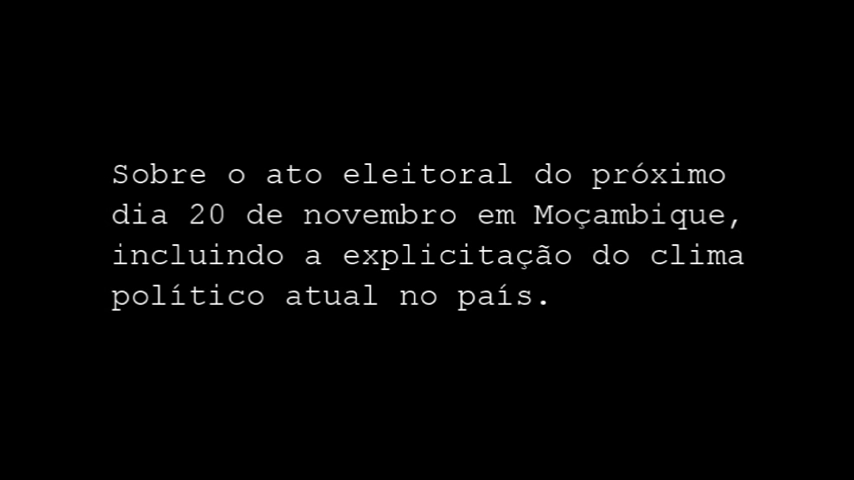 Sobre o ato eleitoral do próximo
dia 20 de novembro em Moçambique,
incluindo a explicitação do clima
político atual no país.